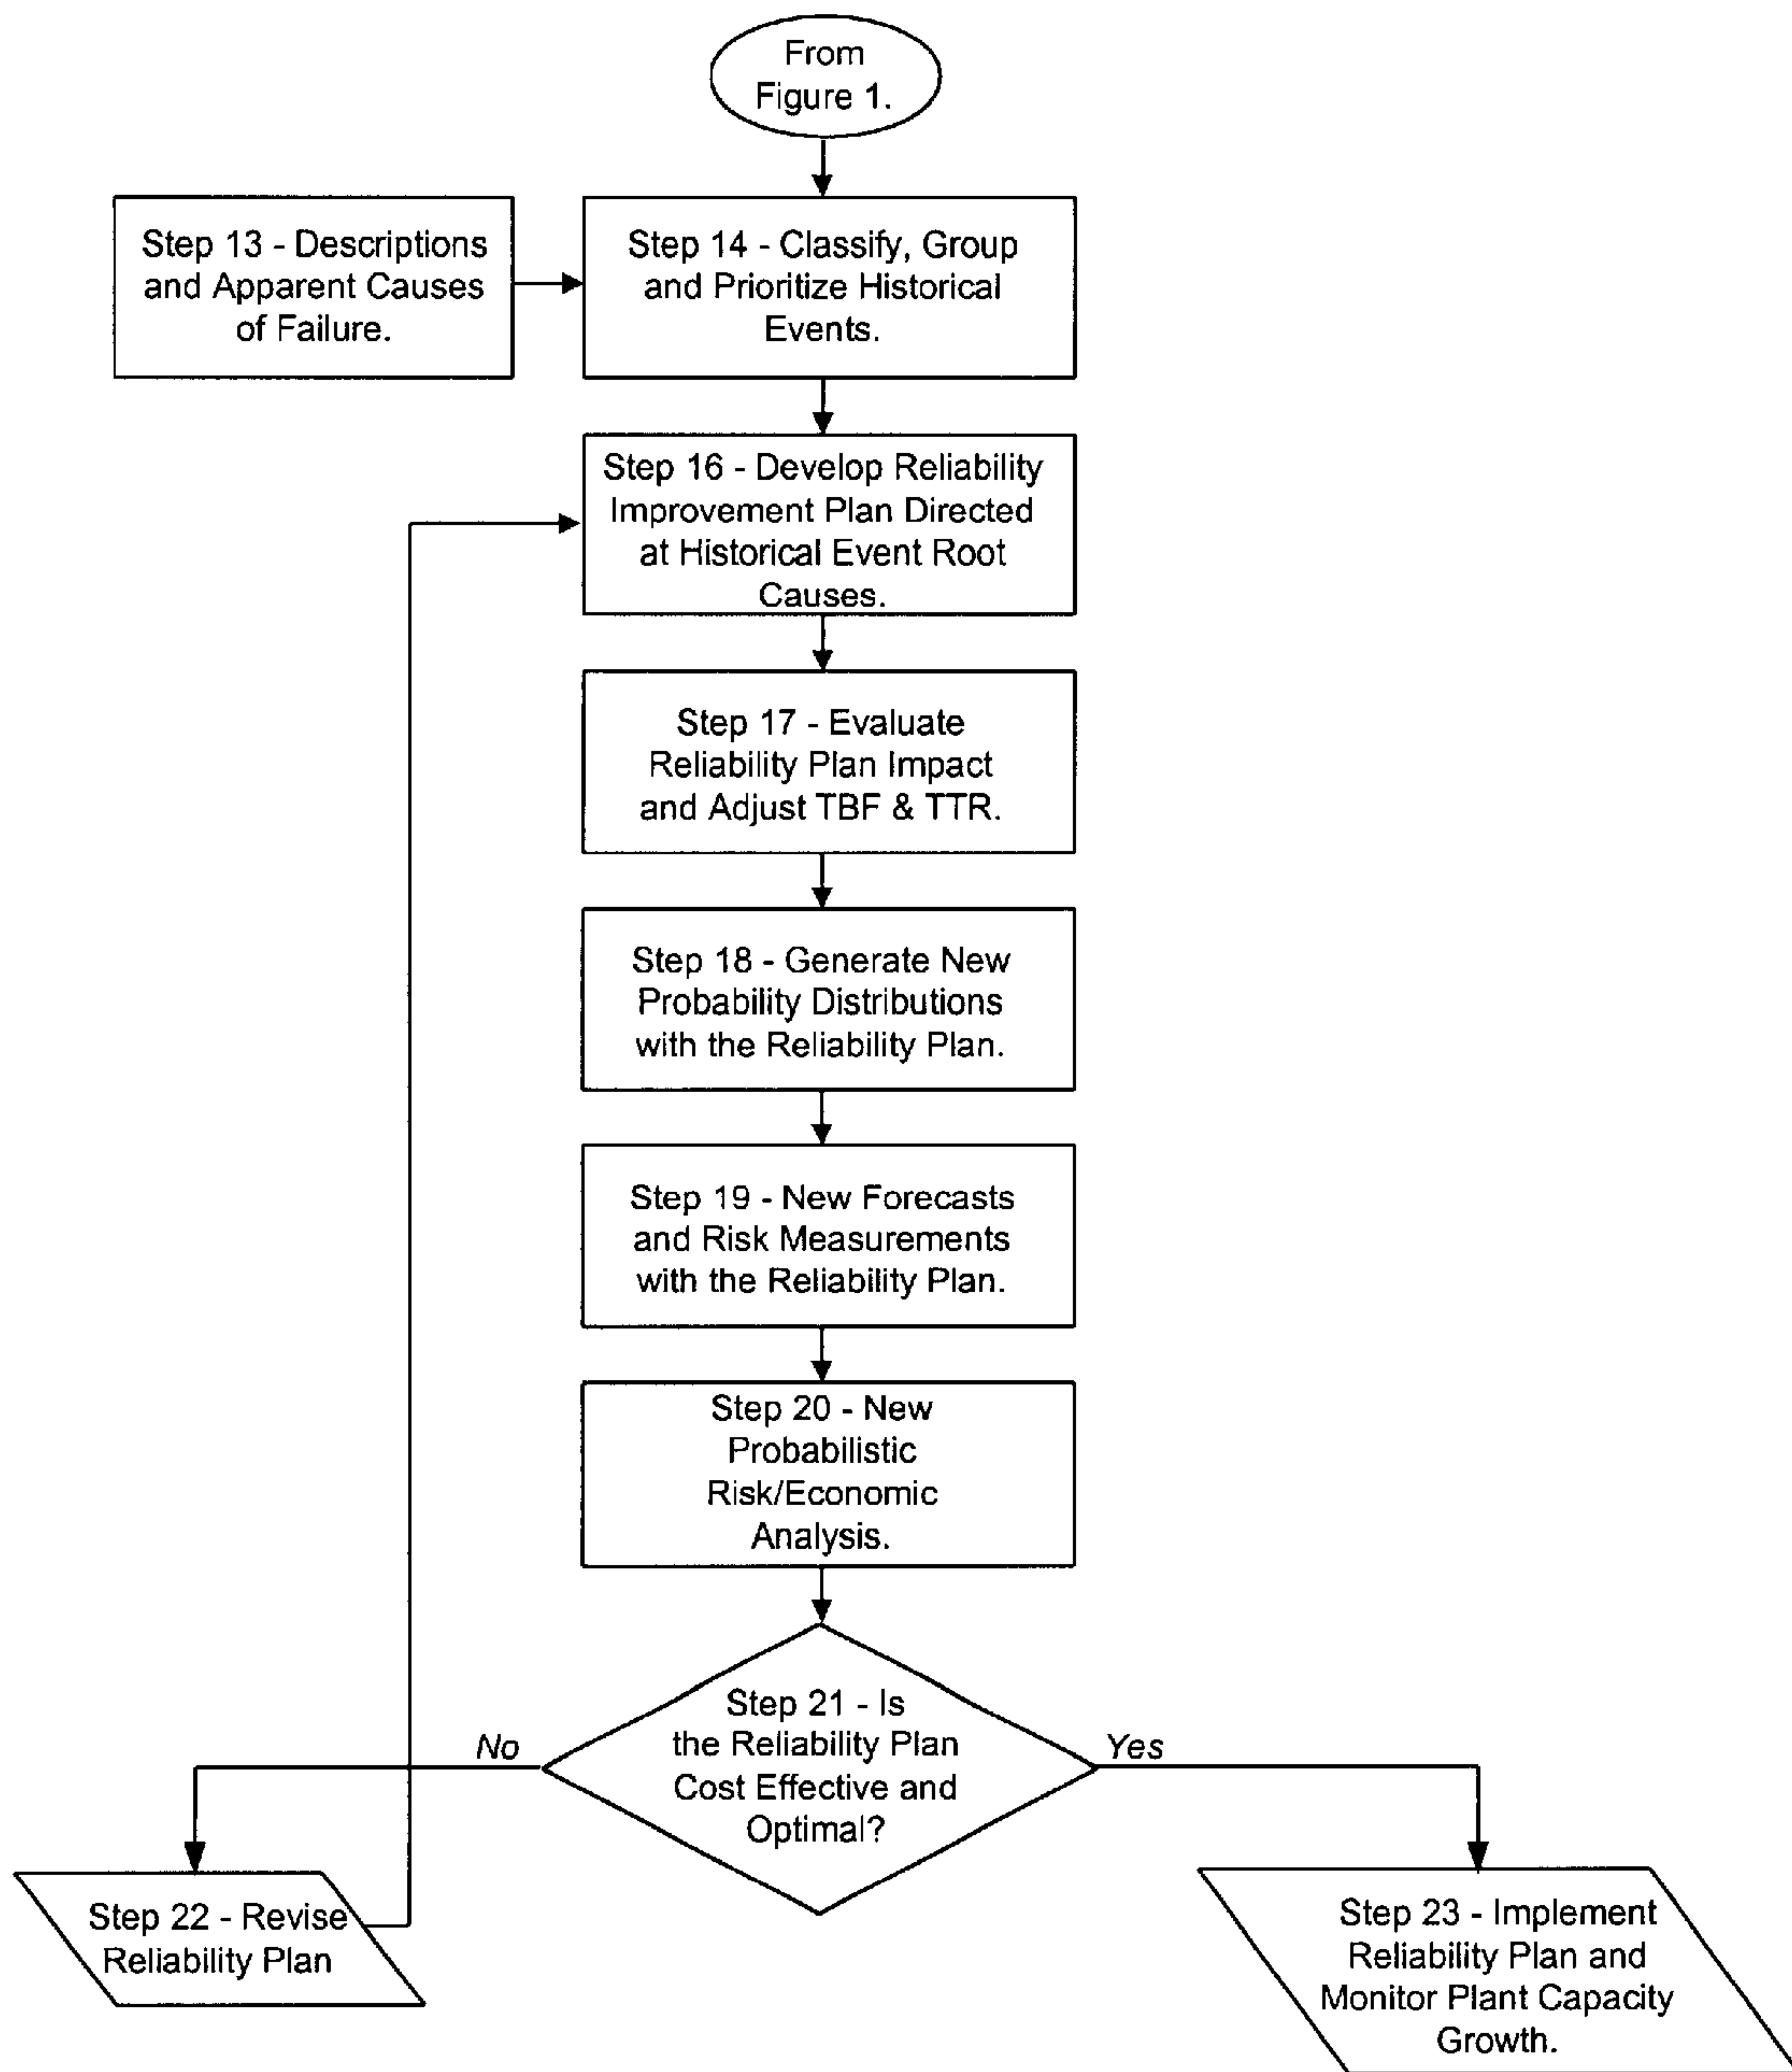 From
Figure 1.
Step 13 - Descriptions
and Apparent Causes
of Failure.
Step 14 - Classify, Group
and Prioritize Historical
Events.
Step 16 - Develop Reliability
Improvement Plan Directed
at Historical Event Root
Causes.
Step 17 - Evaluate
Reliability Plan Impact
and Adjust TBF & TTR.
Step 18 - Generate New
Probability Distributions
with the Reliability Plan.
Step 19 - New Forecasts
and Risk Measurements
with the Reliability Plan.
Step 20 - New
Probabilistic
Risk/Economic
Analysis.
Step 21 - Is
the Reliability Plan
Cost Effective and
Optimal?
No
Yes
Step 22 - Revise
Reliability Plan
Step 23 - Implement
Reliability Plan and
Monitor Plant Capacity
Growth.